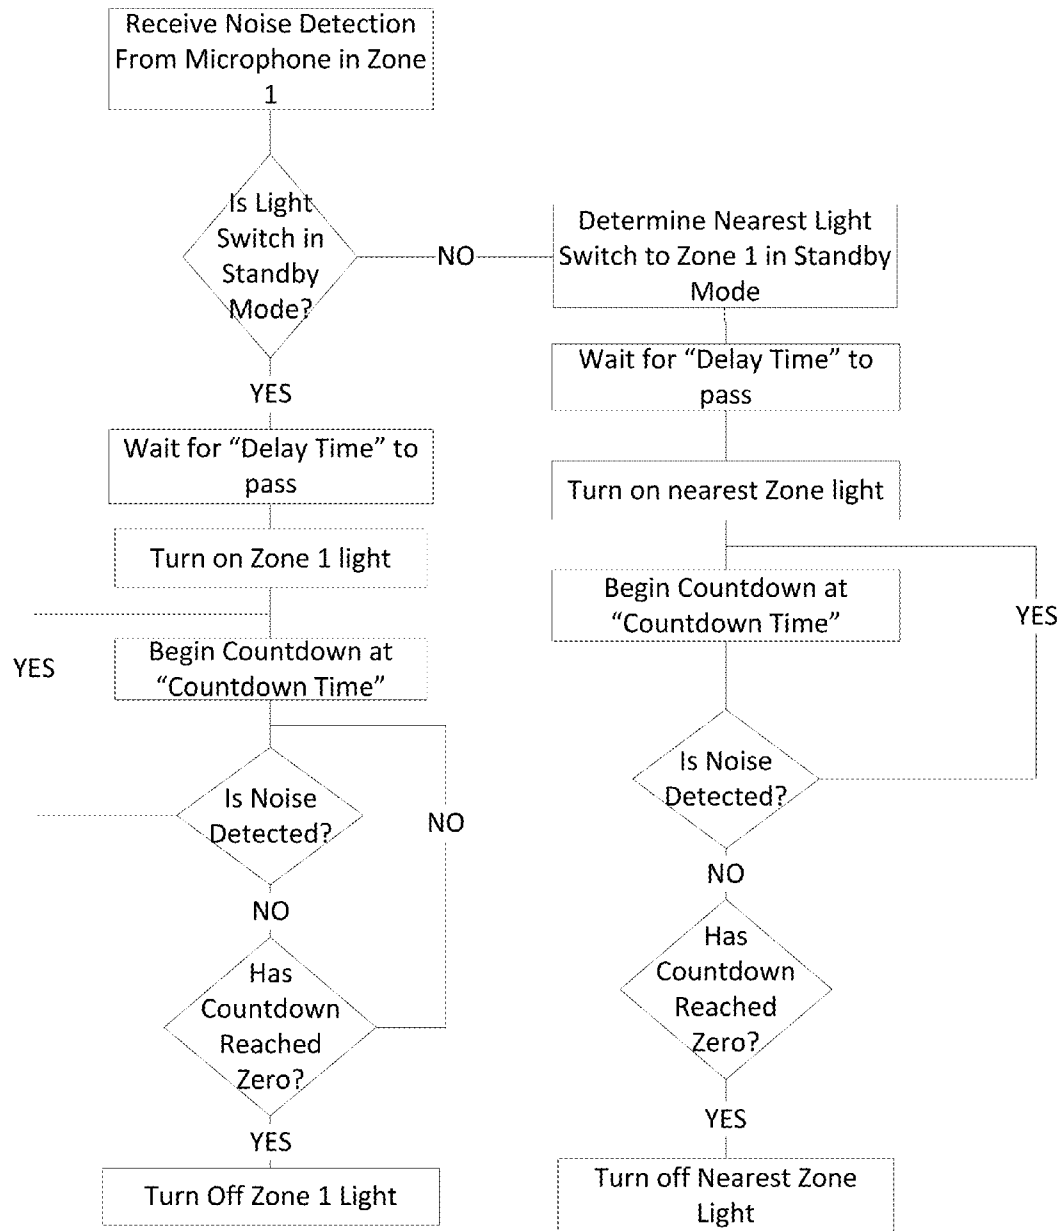 Receive Noise Detection
From Microphone in Zone
1
Is Light
Switch in
Standby
Mode?
NO
Determine Nearest Light
Switch to Zone 1 in Standby
Mode
YES
Wait for “Delay Time” to
pass
Wait for “Delay Time” to
pass
Turn on Zone 1 light
Turn on nearest Zone light
YES
Begin Countdown at
“Countdown Time”
Begin Countdown at
“Countdown Time”
YES
Is Noise
Detected?
NO
NO
Has
Countdown
Reached
Zero?
YES
Turn Off Zone 1 Light
Is Noise
Detected?
NO
Has
Countdown
Reached
Zero?
YES
Turn off Nearest Zone
Light